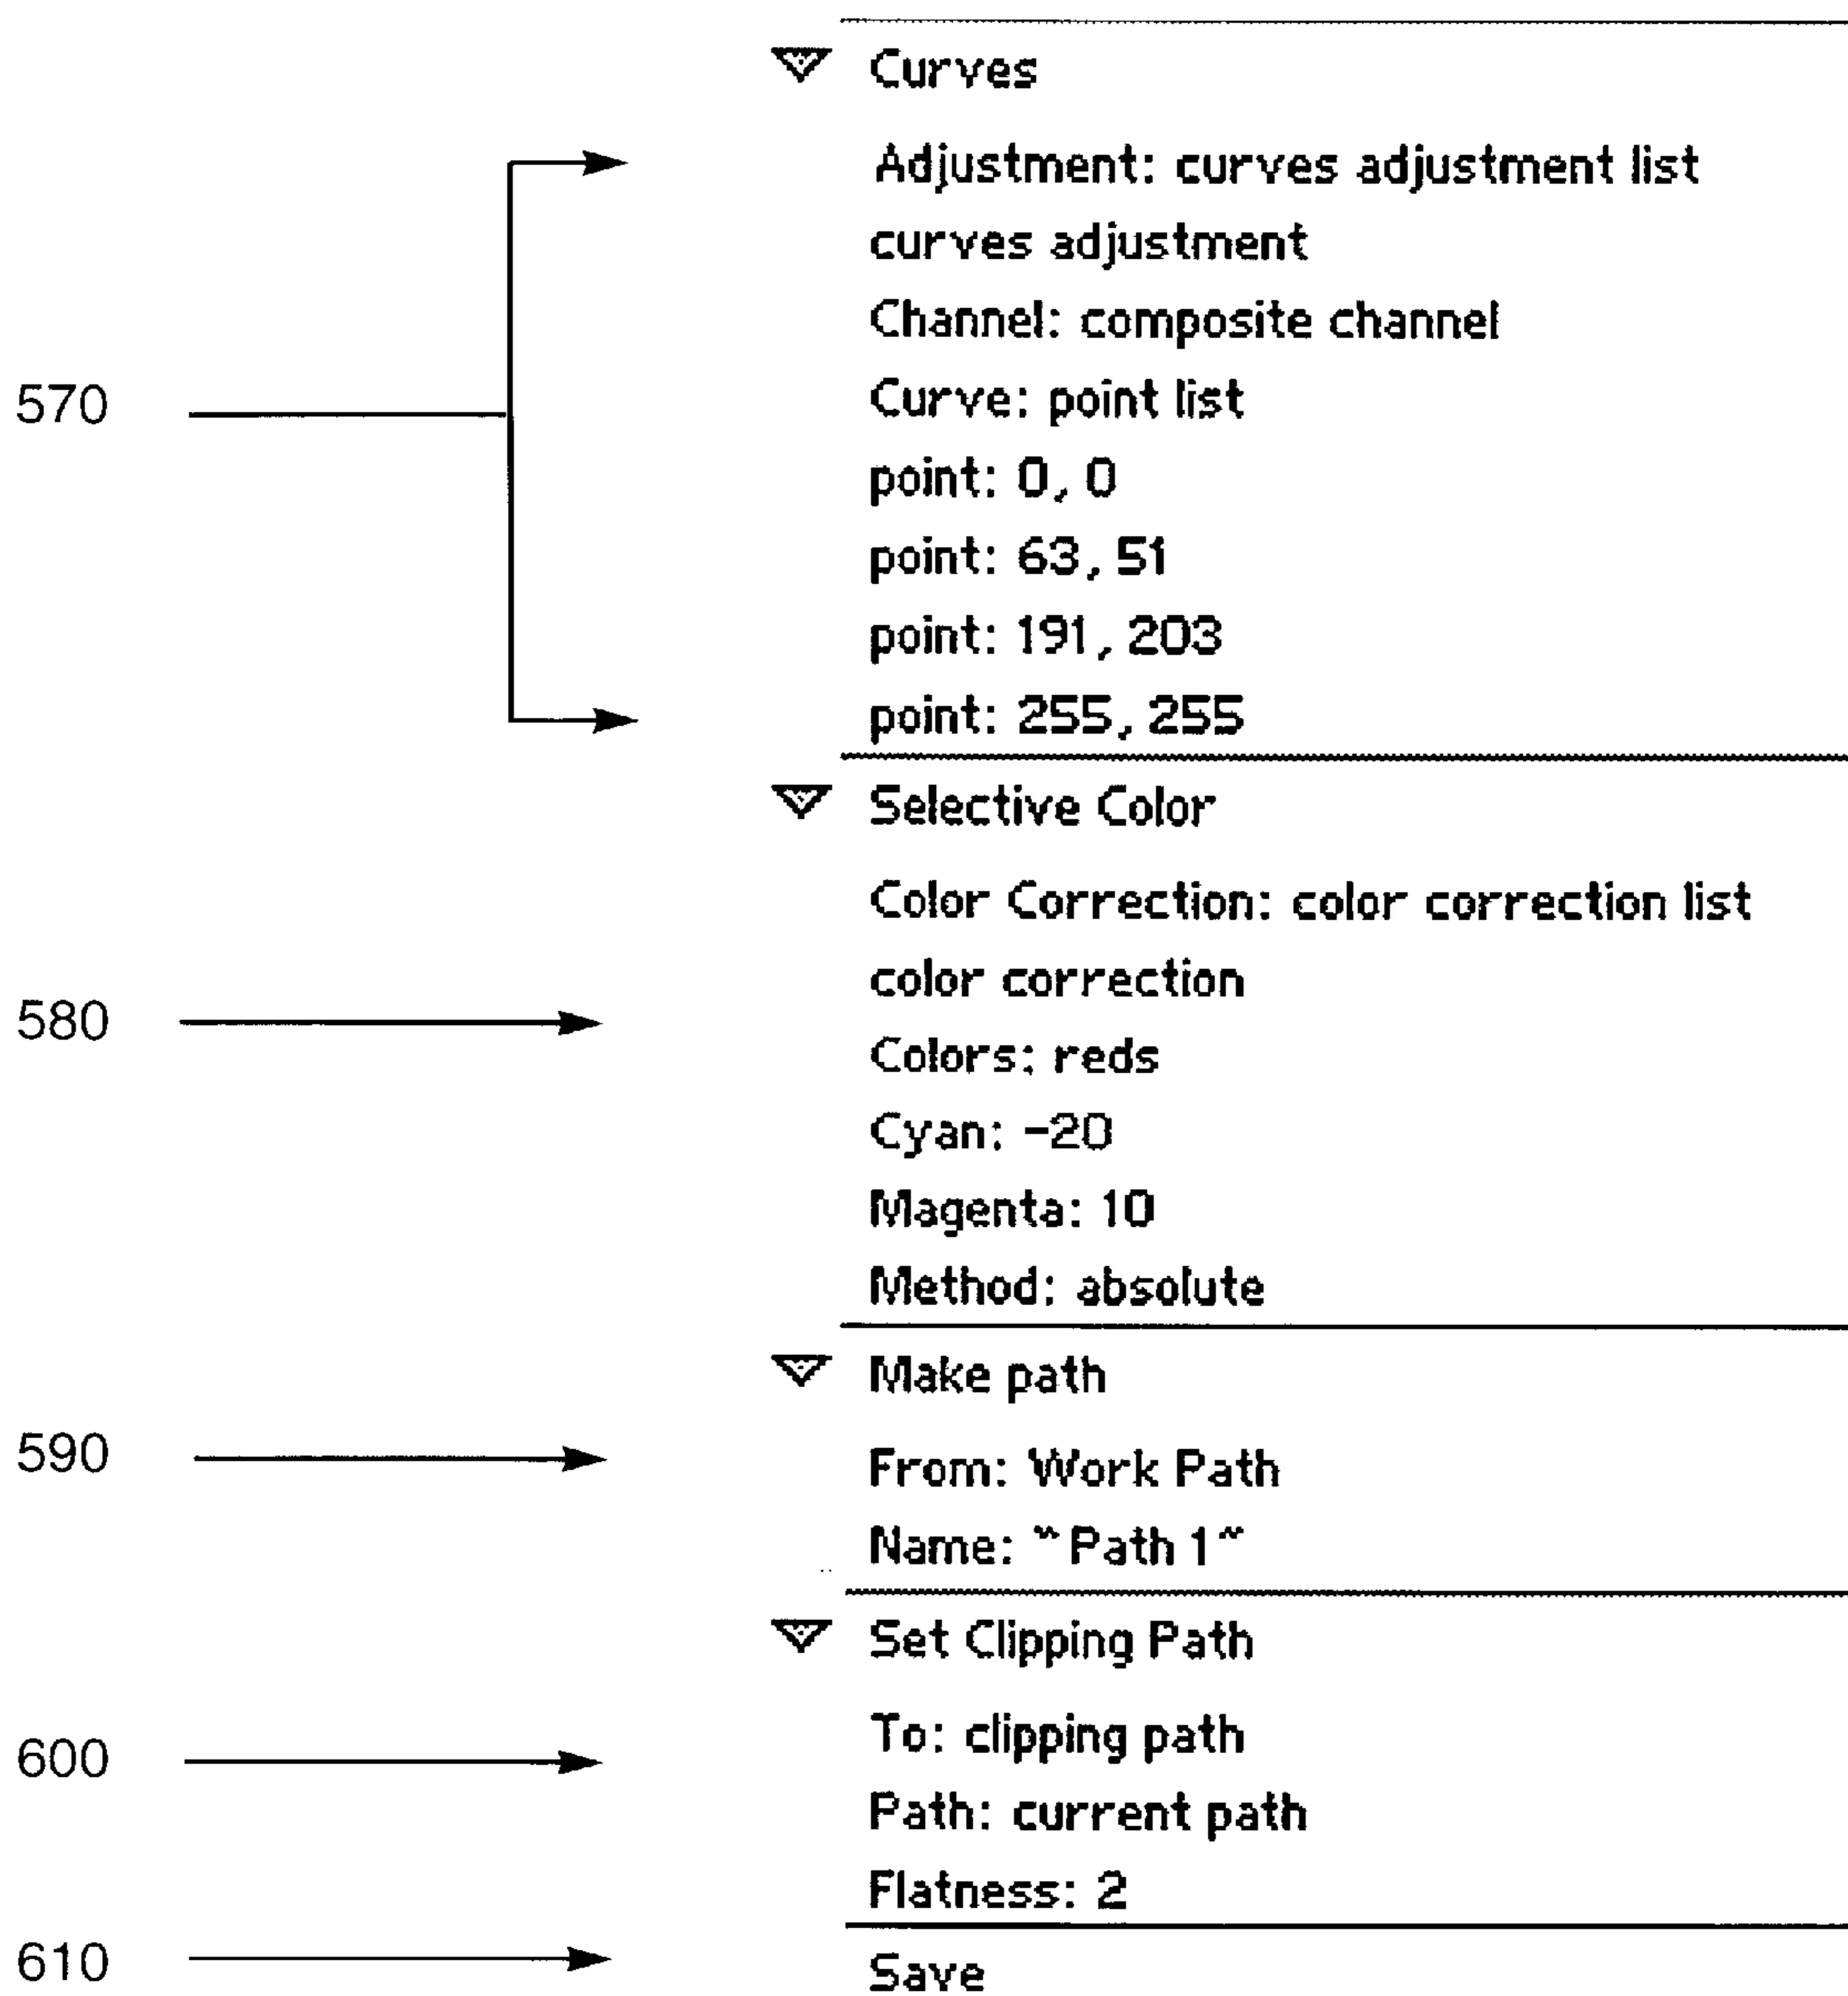 Curves
Adjustment: curves adjustment list
curves adjustment
Channel: composite channel
570
Curve: point list
point: 0, 0
point: 63, 51
point: 191, 203
point: 255, 255
Selective Color
Color Correction: color correction list
color correction
580
Colors: reds
Cyan: -20
Magenta: 10
Method: absolute
Make path
590
From: Work Path
Name: "Path 1"
Set Clipping Path
600
To: clipping path
Path: current path
Flatness: 2
610
Save